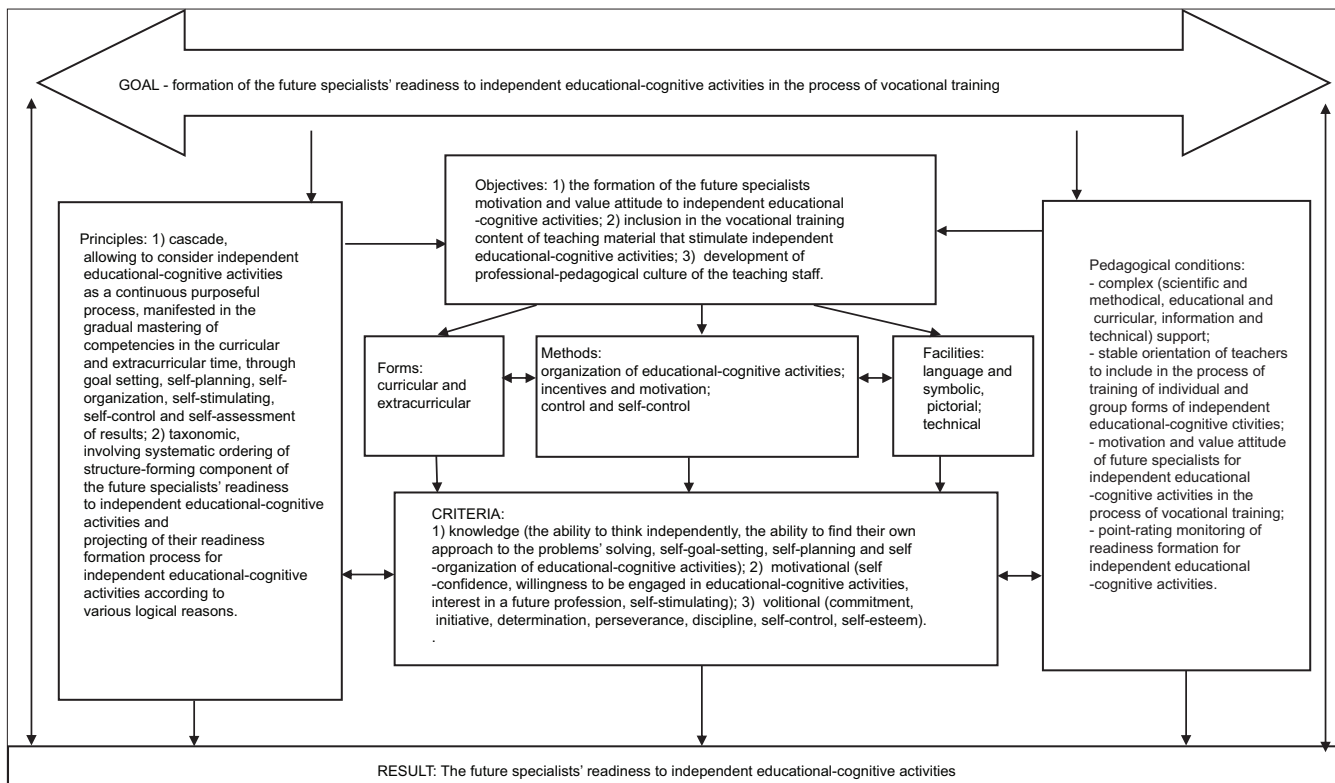 GOAL - formation of the future specialists’ readiness to independent educational-cognitive activities in the process of vocational training
Objectives: 1) the formation of the future specialists
motivation and value attitude to independent educational
-cognitive activities; 2) inclusion in the vocational training
content of teaching material that stimulate independent
educational-cognitive activities; 3) development of
professional-pedagogical culture of the teaching staff.
Principles: 1) cascade,
allowing to consider independent
educational-cognitive activities
as a continuous purposeful
process, manifested in the
gradual mastering of
competencies in the curricular
and extracurricular time, through
goal setting, self-planning, self-
organization, self-stimulating,
self-control and self-assessment
of results; 2) taxonomic,
involving systematic ordering of
structure-forming component of
the future specialists’ readiness
to independent educational-cognitive
activities and
projecting of their readiness
formation process for
independent educational-cognitive
activities according to
various logical reasons.
Forms:
curricular and
extracurricular
Methods:
organization of educational-cognitive activities;
incentives and motivation;
control and self-control
Facilities:
language and
symbolic,
pictorial;
technical
Pedagogical conditions:
- complex (scientific and
methodical, educational and
curricular, information and
technical) support;
- stable orientation of teachers
to include in the process of
training of individual and
group forms of independent
educational-cognitive ctivities;
- motivation and value attitude
of future specialists for
independent educational
-cognitive activities in the
process of vocational training;
- point-rating monitoring of
readiness formation for
independent educational
-cognitive activities.
CRITERIA:
1) knowledge (the ability to think independently, the ability to find their own
approach to the problems’ solving, self-goal-setting, self-planning and self
-organization of educational-cognitive activities); 2) motivational (self
-confidence, willingness to be engaged in educational-cognitive activities,
interest in a future profession, self-stimulating); 3) volitional (commitment,
initiative, determination, perseverance, discipline, self-control, self-esteem).
.
RESULT: The future specialists’ readiness to independent educational-cognitive activities